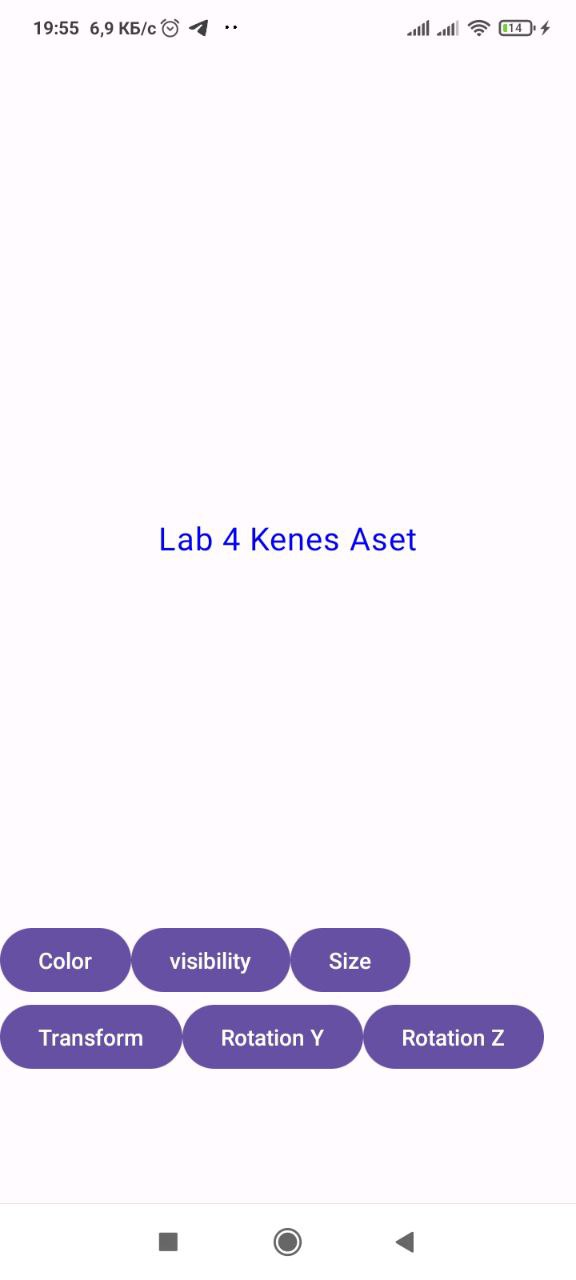 19:55 6,9 КБ/с 14
Lab 4 Kenes Aset
Color visibility Size
Transform Rotation Y Rotation Z